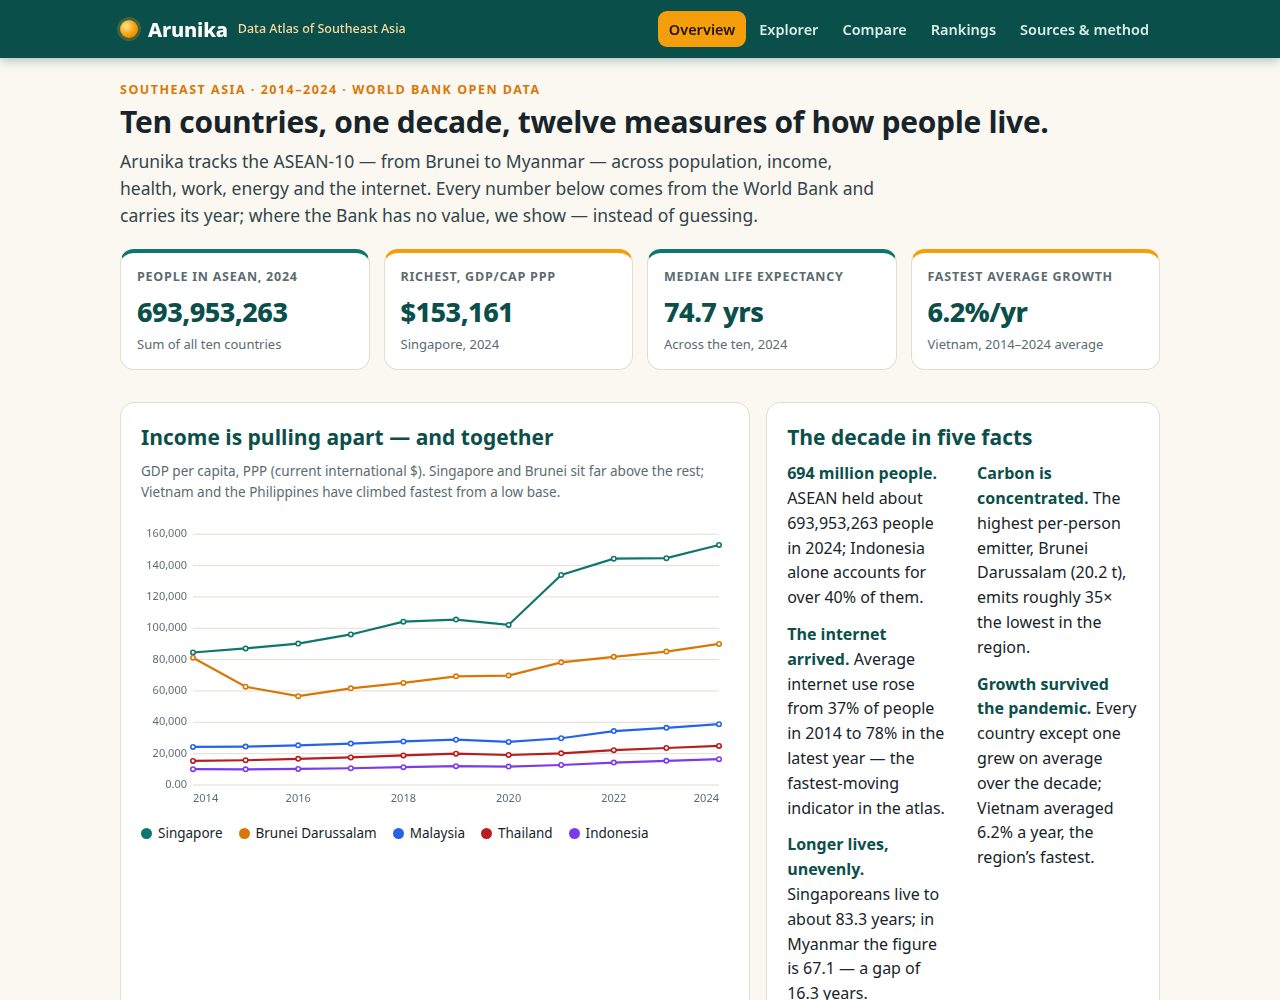 Arunika Data Atlas of Southeast Asia
Overview Explorer Compare Rankings Sources & method
SOUTHEAST ASIA · 2014–2024 · WORLD BANK OPEN DATA
Ten countries, one decade, twelve measures of how people live.
Arunika tracks the ASEAN-10 — from Brunei to Myanmar — across population, income,
health, work, energy and the internet. Every number below comes from the World Bank and
carries its year; where the Bank has no value, we show — instead of guessing.
PEOPLE IN ASEAN, 2024
693,953,263
Sum of all ten countries
RICHEST, GDP/CAP PPP
$153,161
Singapore, 2024
MEDIAN LIFE EXPECTANCY
74.7 yrs
Across the ten, 2024
FASTEST AVERAGE GROWTH
6.2%/yr
Vietnam, 2014–2024 average
Income is pulling apart — and together
GDP per capita, PPP (current international $). Singapore and Brunei sit far above the rest;
Vietnam and the Philippines have climbed fastest from a low base.
160,000
140,000
120,000
100,000
80,000
60,000
40,000
20,000
0.00
2014 2016 2018 2020 2022 2024
Singapore Brunei Darussalam Malaysia Thailand Indonesia
The decade in five facts
694 million people.
ASEAN held about
693,953,263 people
in 2024; Indonesia
alone accounts for
over 40% of them.
The internet
arrived. Average
internet use rose
from 37% of people
in 2014 to 78% in the
latest year — the
fastest-moving
indicator in the atlas.
Longer lives,
unevenly.
Singaporeans live to
about 83.3 years; in
Myanmar the figure
is 67.1 — a gap of
16.3 years.
Carbon is
concentrated. The
highest per-person
emitter, Brunei
Darussalam (20.2 t),
emits roughly 35×
the lowest in the
region.
Growth survived
the pandemic. Every
country except one
grew on average
over the decade;
Vietnam averaged
6.2% a year, the
region’s fastest.